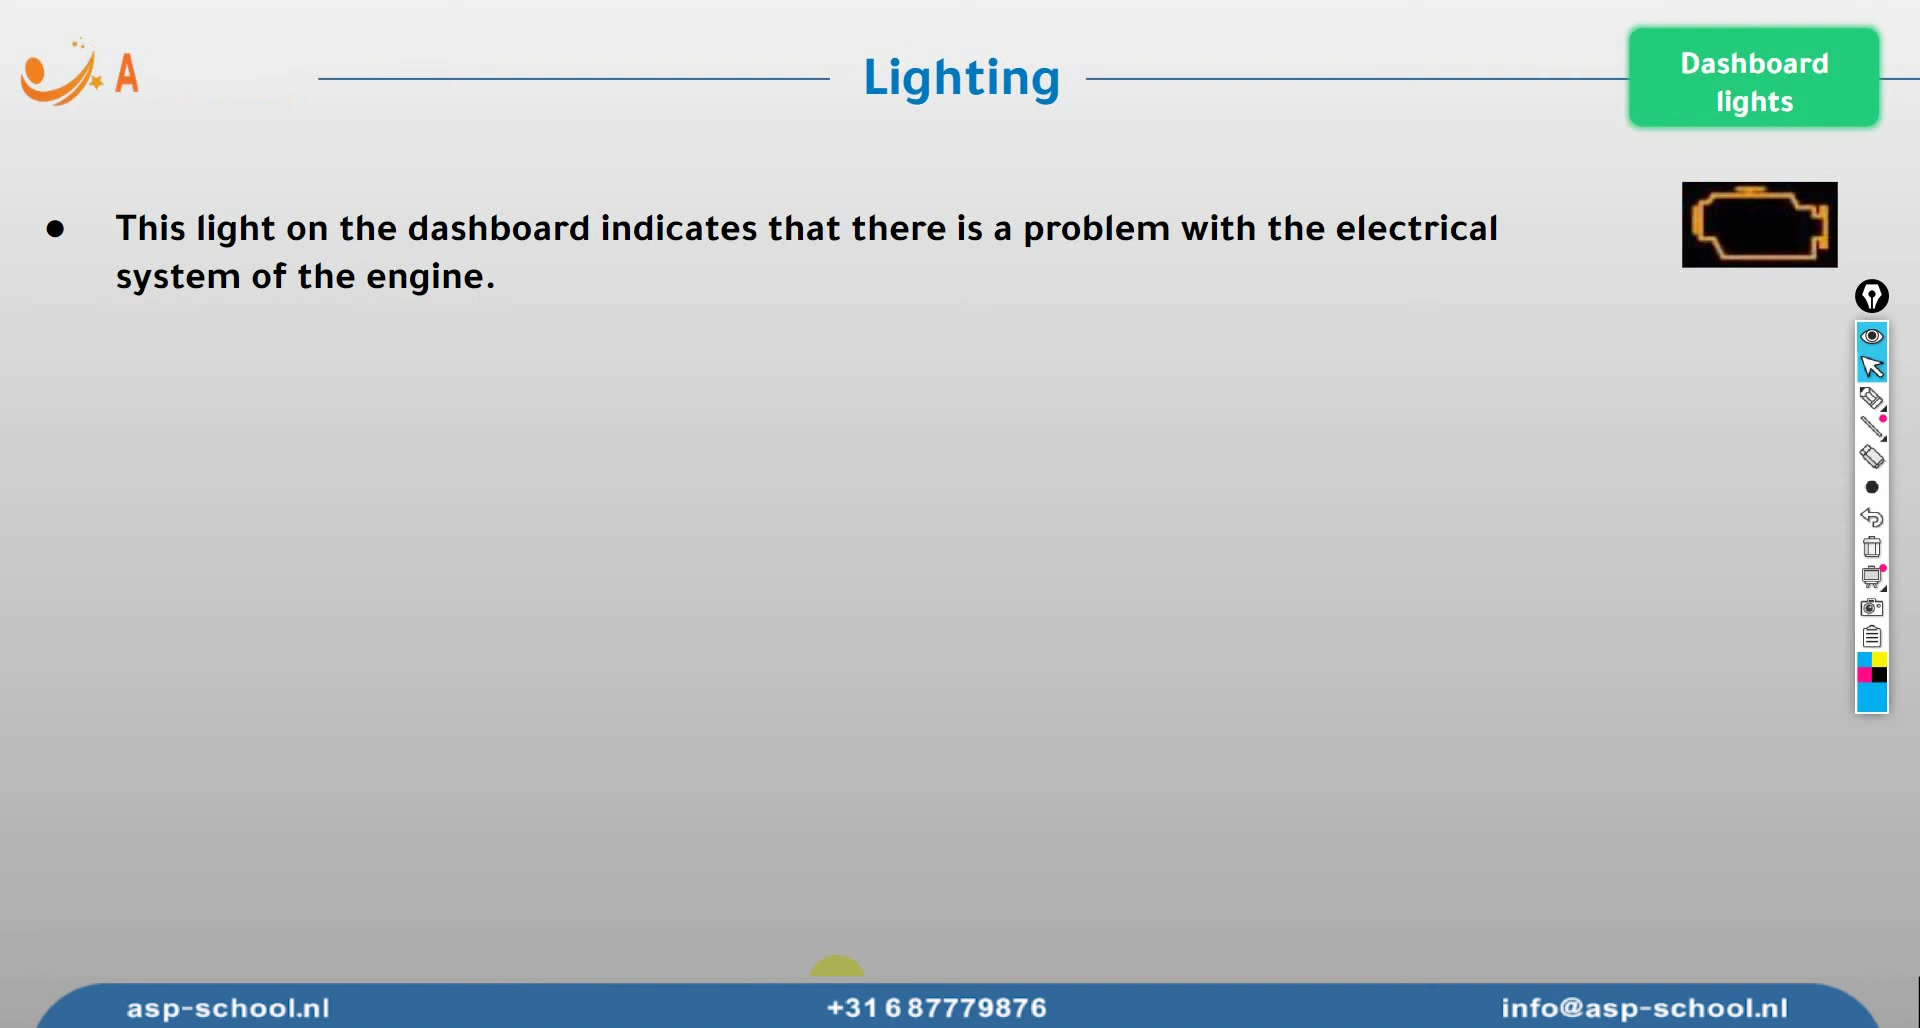 A
Lighting
Dashboard
lights
● This light on the dashboard indicates that there is a problem with the electrical
system of the engine.
asp-school.nl
+31 6 87779876
info@asp-school.nl